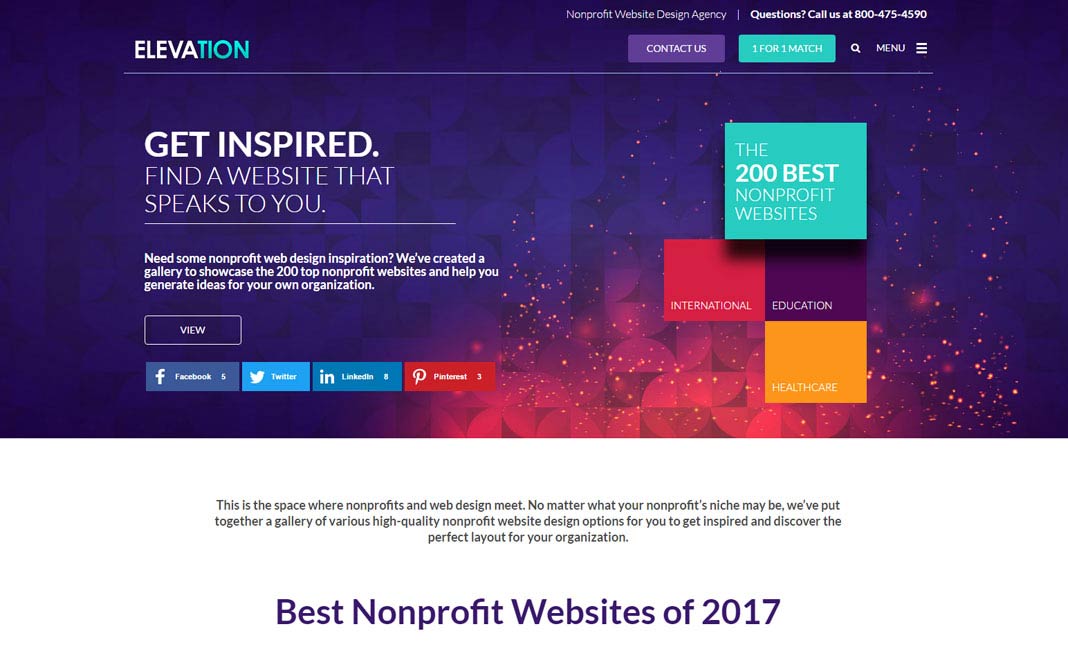 Nonprofit Website Design Agency | Questions? Call us at 800-475-4590
ELEVATION
CONTACT US
1 FOR 1 MATCH
MENU
GET INSPIRED.
FIND A WEBSITE THAT
SPEAKS TO YOU.
Need some nonprofit web design inspiration? We've created a
gallery to showcase the 200 top nonprofit websites and help you
generate ideas for your own organization.
VIEW
Facebook 5
Twitter
LinkedIn 8
Pinterest 3
THE
200 BEST
NONPROFIT
WEBSITES
INTERNATIONAL
EDUCATION
HEALTHCARE
This is the space where nonprofits and web design meet. No matter what your nonprofit's niche may be, we've put
together a gallery of various high-quality nonprofit website design options for you to get inspired and discover the
perfect layout for your organization.
Best Nonprofit Websites of 2017